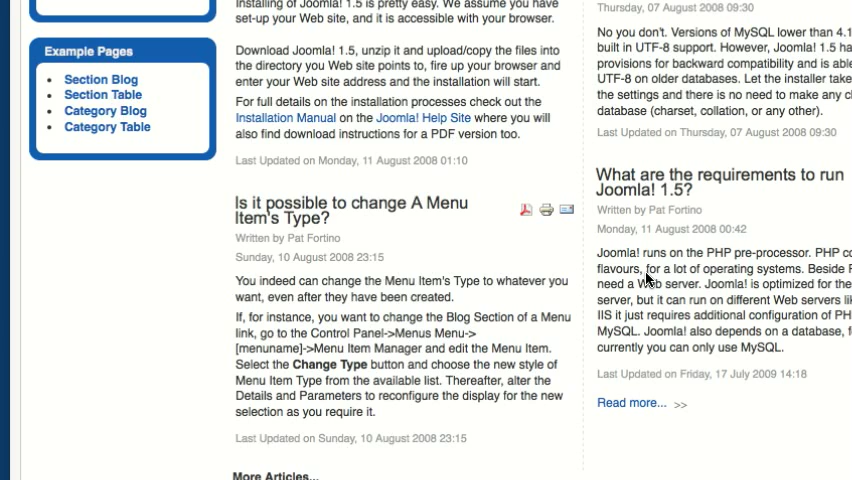 Example Pages
Section Blog
Section Table
Category Blog
Category Table
Installing of Joomla! 1.5 is pretty easy. We assume you have
set-up your Web site, and it is accessible with your browser.
Download Joomla! 1.5, unzip it and upload/copy the files into
the directory you Web site points to, fire up your browser and
enter your Web site address and the installation will start.
For full details on the installation processes check out the
Installation Manual on the Joomla! Help Site where you will
also find download instructions for a PDF version too.
Last Updated on Monday, 11 August 2008 01:10
Is it possible to change A Menu
Item's Type?
Written by Pat Fortino
Sunday, 10 August 2008 23:15
You indeed can change the Menu Item's Type to whatever you
want, even after they have been created.
If, for instance, you want to change the Blog Section of a Menu
link, go to the Control Panel->Menus Menu->
[menuname]->Menu Item Manager and edit the Menu Item.
Select the Change Type button and choose the new style of
Menu Item Type from the available list. Thereafter, alter the
Details and Parameters to reconfigure the display for the new
selection as you require it.
Last Updated on Sunday, 10 August 2008 23:15
More Articles...
Thursday, 07 August 2008 09:30
No you don't. Versions of MySQL lower than 4.1
built in UTF-8 support. However, Joomla! 1.5 ha
provisions for backward compatibility and is able
UTF-8 on older databases. Let the installer take
the settings and there is no need to make any c
database (charset, collation, or any other).
Last Updated on Thursday, 07 August 2008 09:30
What are the requirements to run
Joomla! 1.5?
Written by Pat Fortino
Monday, 11 August 2008 00:42
Joomla! runs on the PHP pre-processor. PHP co
flavours, for a lot of operating systems. Beside P
need a Web server. Joomla! is optimized for the
server, but it can run on different Web servers li
IIS it just requires additional configuration of PH
MySQL. Joomla! also depends on a database, f
currently you can only use MySQL.
Last Updated on Friday, 17 July 2009 14:18
Read more... >>